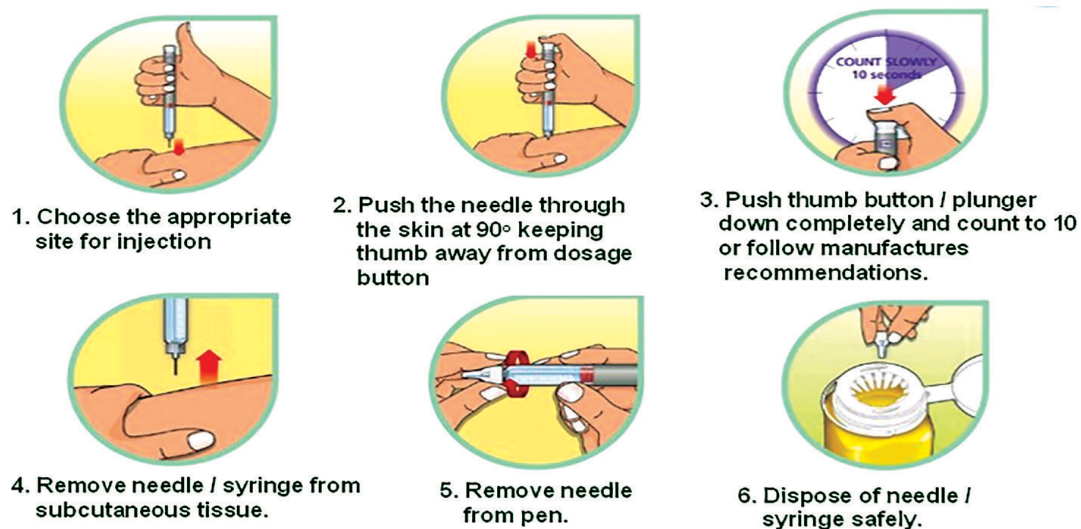 1. Choose the appropriate
site for injection
2. Push the needle through
the skin at 90° keeping
thumb away from dosage
button
COUNT SLOWLY
10 seconds
3. Push thumb button / plunger
down completely and count to 10
or follow manufactures
recommendations.
4. Remove needle / syringe from
subcutaneous tissue.
5. Remove needle
from pen.
6. Dispose of needle /
syringe safely.